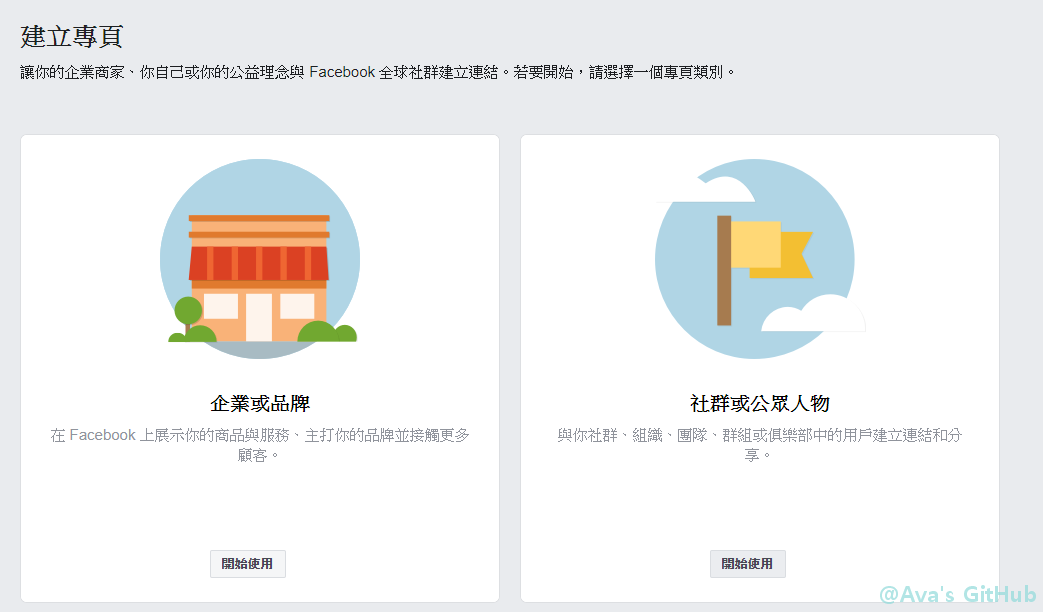 建立專頁
讓你的企業商家、你自己或你的公益理念與 Facebook 全球社群建立連結。若要開始，請選擇一個專頁類別。
企業或品牌
在 Facebook 上展示你的商品與服務、主打你的品牌並接觸更多
顧客。
開始使用
社群或公眾人物
與你社群、組織、團隊、群組或俱樂部中的用戶建立連結和分
享。
開始使用
@Ava's GitHub